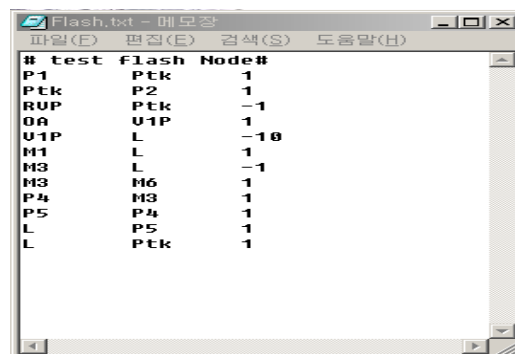 Flash.txt - 메모장
파일(F) 편집(E) 검색(S) 도움말(H)
# test flash Node#
P1 Ptk 1
Ptk P2 1
RVP Ptk -1
OA V1P 1
V1P L -10
M1 L 1
M3 L -1
M3 M6 1
P4 M3 1
P5 P4 1
L P5 1
L Ptk 1